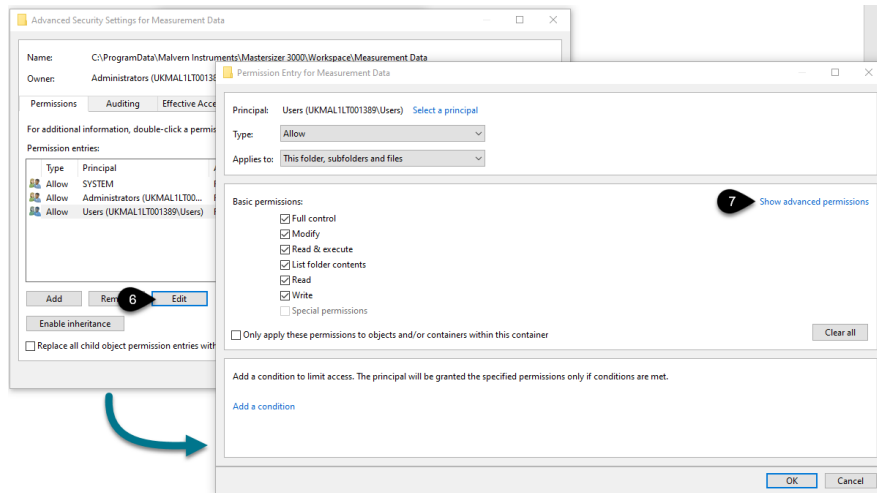 Advanced Security Settings for Measurement Data
Name: C:\ProgramData\Malvern Instruments\Mastersizer 3000\Workspace\Measurement Data
Owner: Administrators (UKMAL1LT00138
Permissions Auditing Effective Acce
For additional information, double-click a permis
Permission entries:
Type Principal
Allow SYSTEM
Allow Administrators (UKMAL1LT00...
Allow Users (UKMAL1LT001389\Users)
Add Rem 6 Edit
Enable inheritance
Replace all child object permission entries with
Permission Entry for Measurement Data
Principal: Users (UKMAL1LT001389\Users) Select a principal
Type: Allow
Applies to: This folder, subfolders and files
Basic permissions:
7 Show advanced permissions
Full control
Modify
Read & execute
List folder contents
Read
Write
Special permissions
Only apply these permissions to objects and/or containers within this container
Clear all
Add a condition to limit access. The principal will be granted the specified permissions only if conditions are met.
Add a condition
OK Cancel